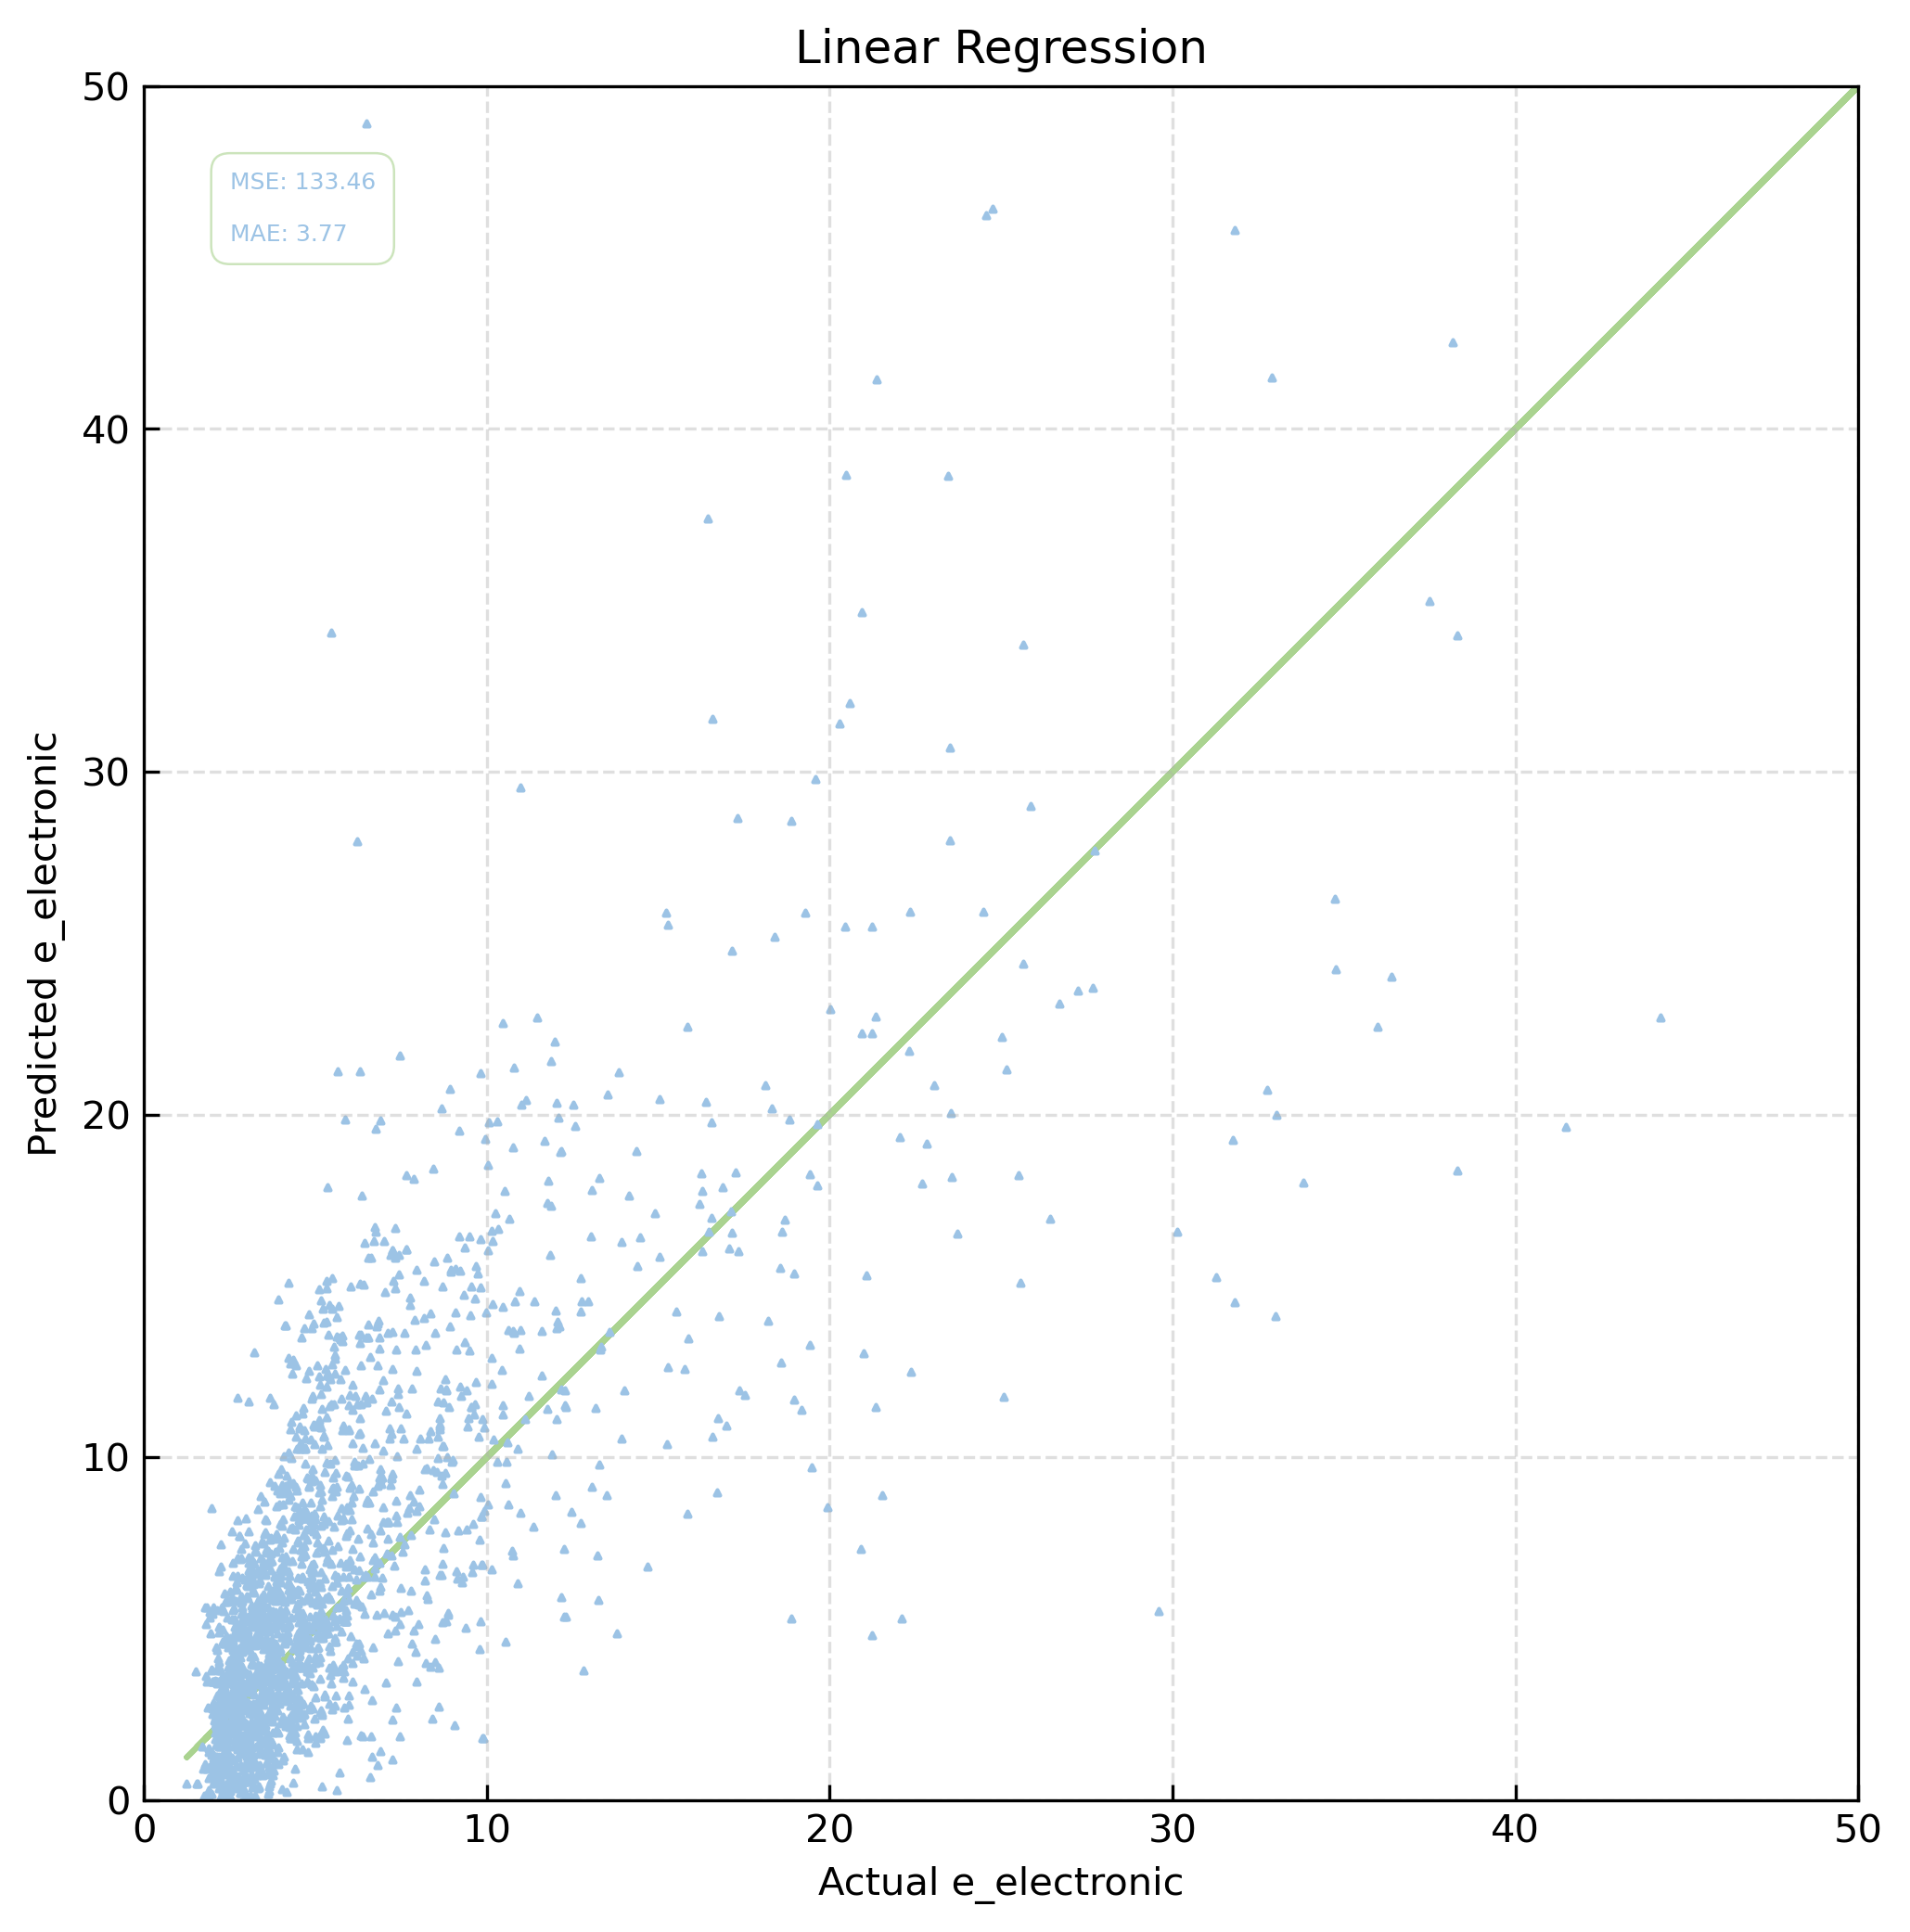 Linear Regression
50
MSE: 133.46
MAE: 3.77
40
30
20
10
0
Predicted e_electronic
0 10 20 30 40 50
Actual e_electronic